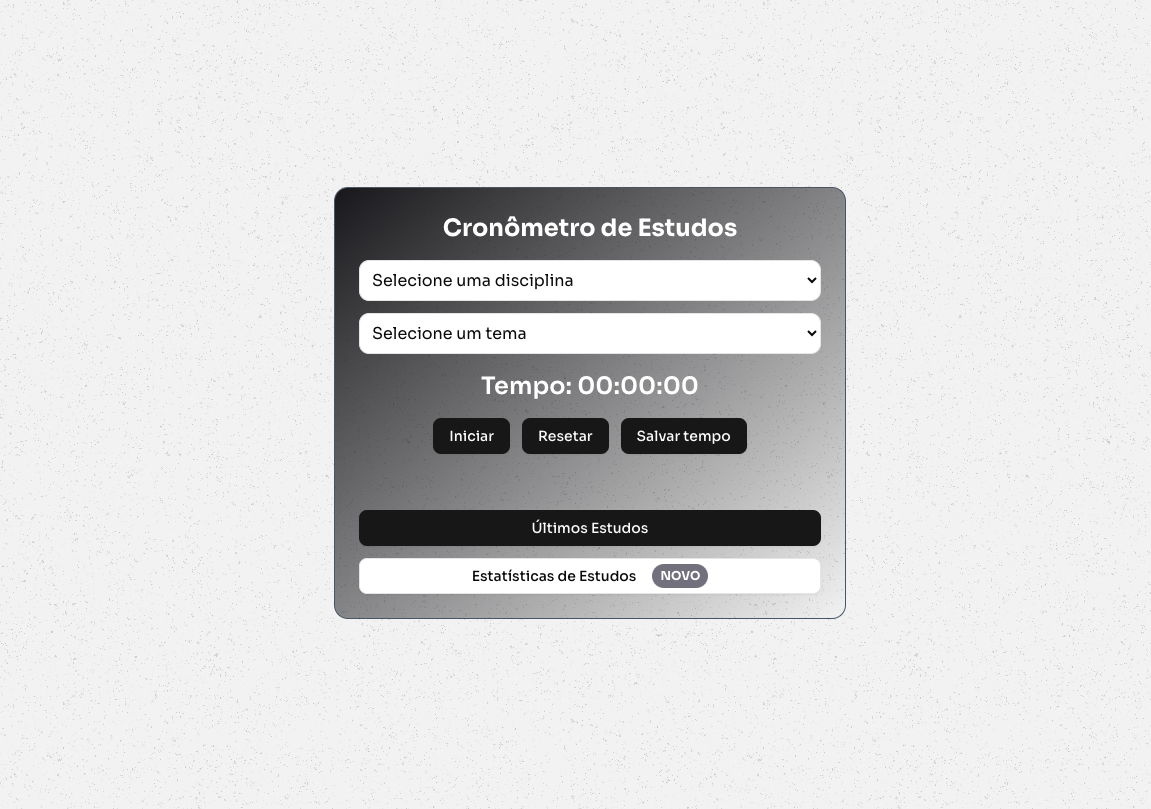 Cronômetro de Estudos
Selecione uma disciplina
Selecione um tema
Tempo: 00:00:00
Iniciar Resetar Salvar tempo
Últimos Estudos
Estatísticas de Estudos NOVO